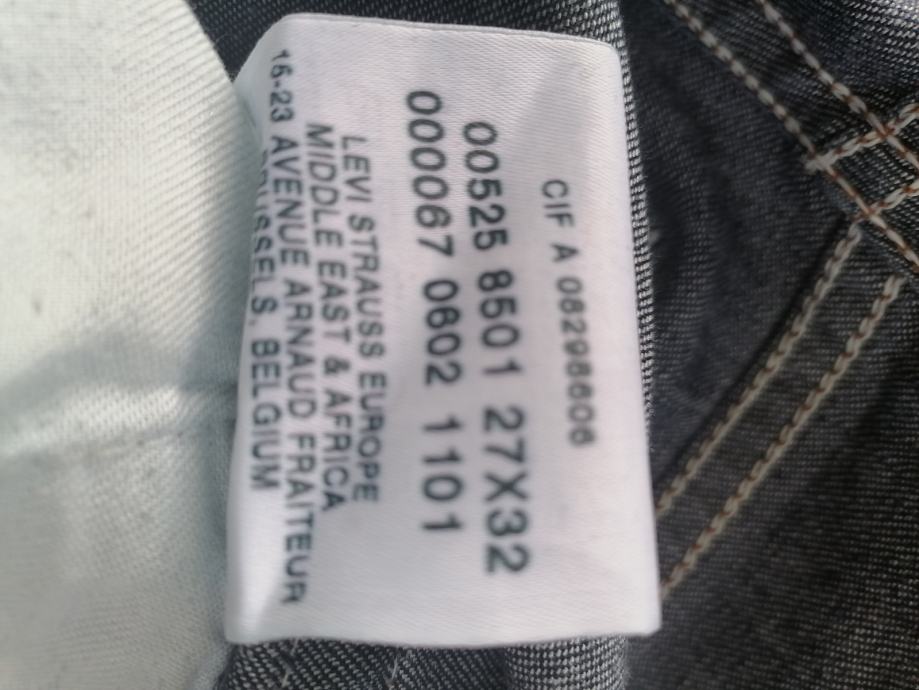 CIF A 08298606
00525 8501 27X32
000067 0602 1101
LEVI STRAUSS EUROPE
MIDDLE EAST & AFRICA
15-23 AVENUE ARNAUD FRAITEUR
BRUSSELS, BELGIUM